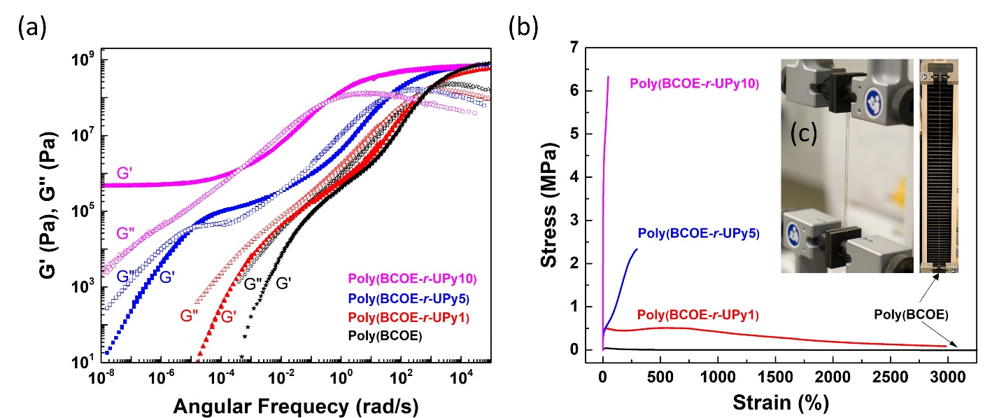 (a)
10⁹
10⁷
10⁵
10³
10¹
G' (Pa), G" (Pa)
G'
G"
G"
G'
G"
G'
G"
G'
Poly(BCOE-r-UPy10)
Poly(BCOE-r-UPy5)
Poly(BCOE-r-UPy1)
Poly(BCOE)
10⁻⁸
10⁻⁶
10⁻⁴
10⁻²
10⁰
10²
10⁴
Angular Frequecy (rad/s)
(b)
7
6
5
4
3
2
1
0
Stress (MPa)
Poly(BCOE-r-UPy10)
(c)
Poly(BCOE-r-UPy5)
Poly(BCOE-r-UPy1)
Poly(BCOE)
0
500
1000
1500
2000
2500
3000
Strain (%)